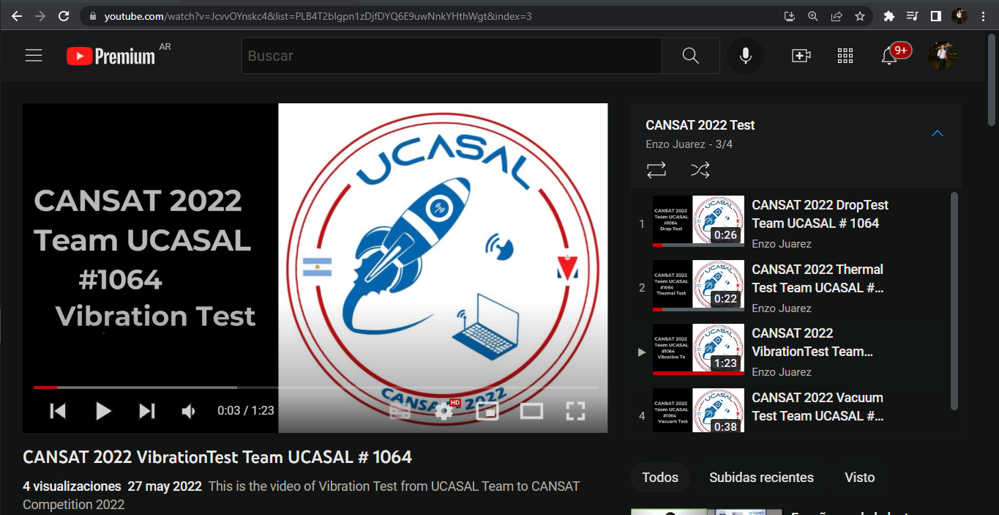 youtube.com/watch?v=JcvvOYnskc4&list=PLB4T2bIgpn1zDjfDYQ6E9uwNnkYHthWgt&index=3
Premium AR
Buscar
9+
CANSAT 2022
Team UCASAL
#1064
Vibration Test
UCASAL
CANSAT 2022
HD
0:03 / 1:23
CANSAT 2022 VibrationTest Team UCASAL # 1064
4 visualizaciones 27 may 2022 This is the video of Vibration Test from UCASAL Team to CANSAT
Competition 2022
CANSAT 2022 Test
Enzo Juarez - 3/4
1
CANSAT 2022
Team UCASAL
#1064
Drop Test
UCASAL
0:26
CANSAT 2022 DropTest
Team UCASAL # 1064
Enzo Juarez
2
CANSAT 2022
Team UCASAL
#1064
Thermal Test
UCASAL
0:22
CANSAT 2022 Thermal
Test Team UCASAL #...
Enzo Juarez
CANSAT 2022
Team UCASAL
#1064
Vibration Te
UCASAL
1:23
CANSAT 2022
VibrationTest Team...
Enzo Juarez
4
CANSAT 2022
Team UCASAL
#1064
Vacuum Test
UCASAL
0:38
CANSAT 2022 Vacuum
Test Team UCASAL #...
Todos
Subidas recientes
Visto